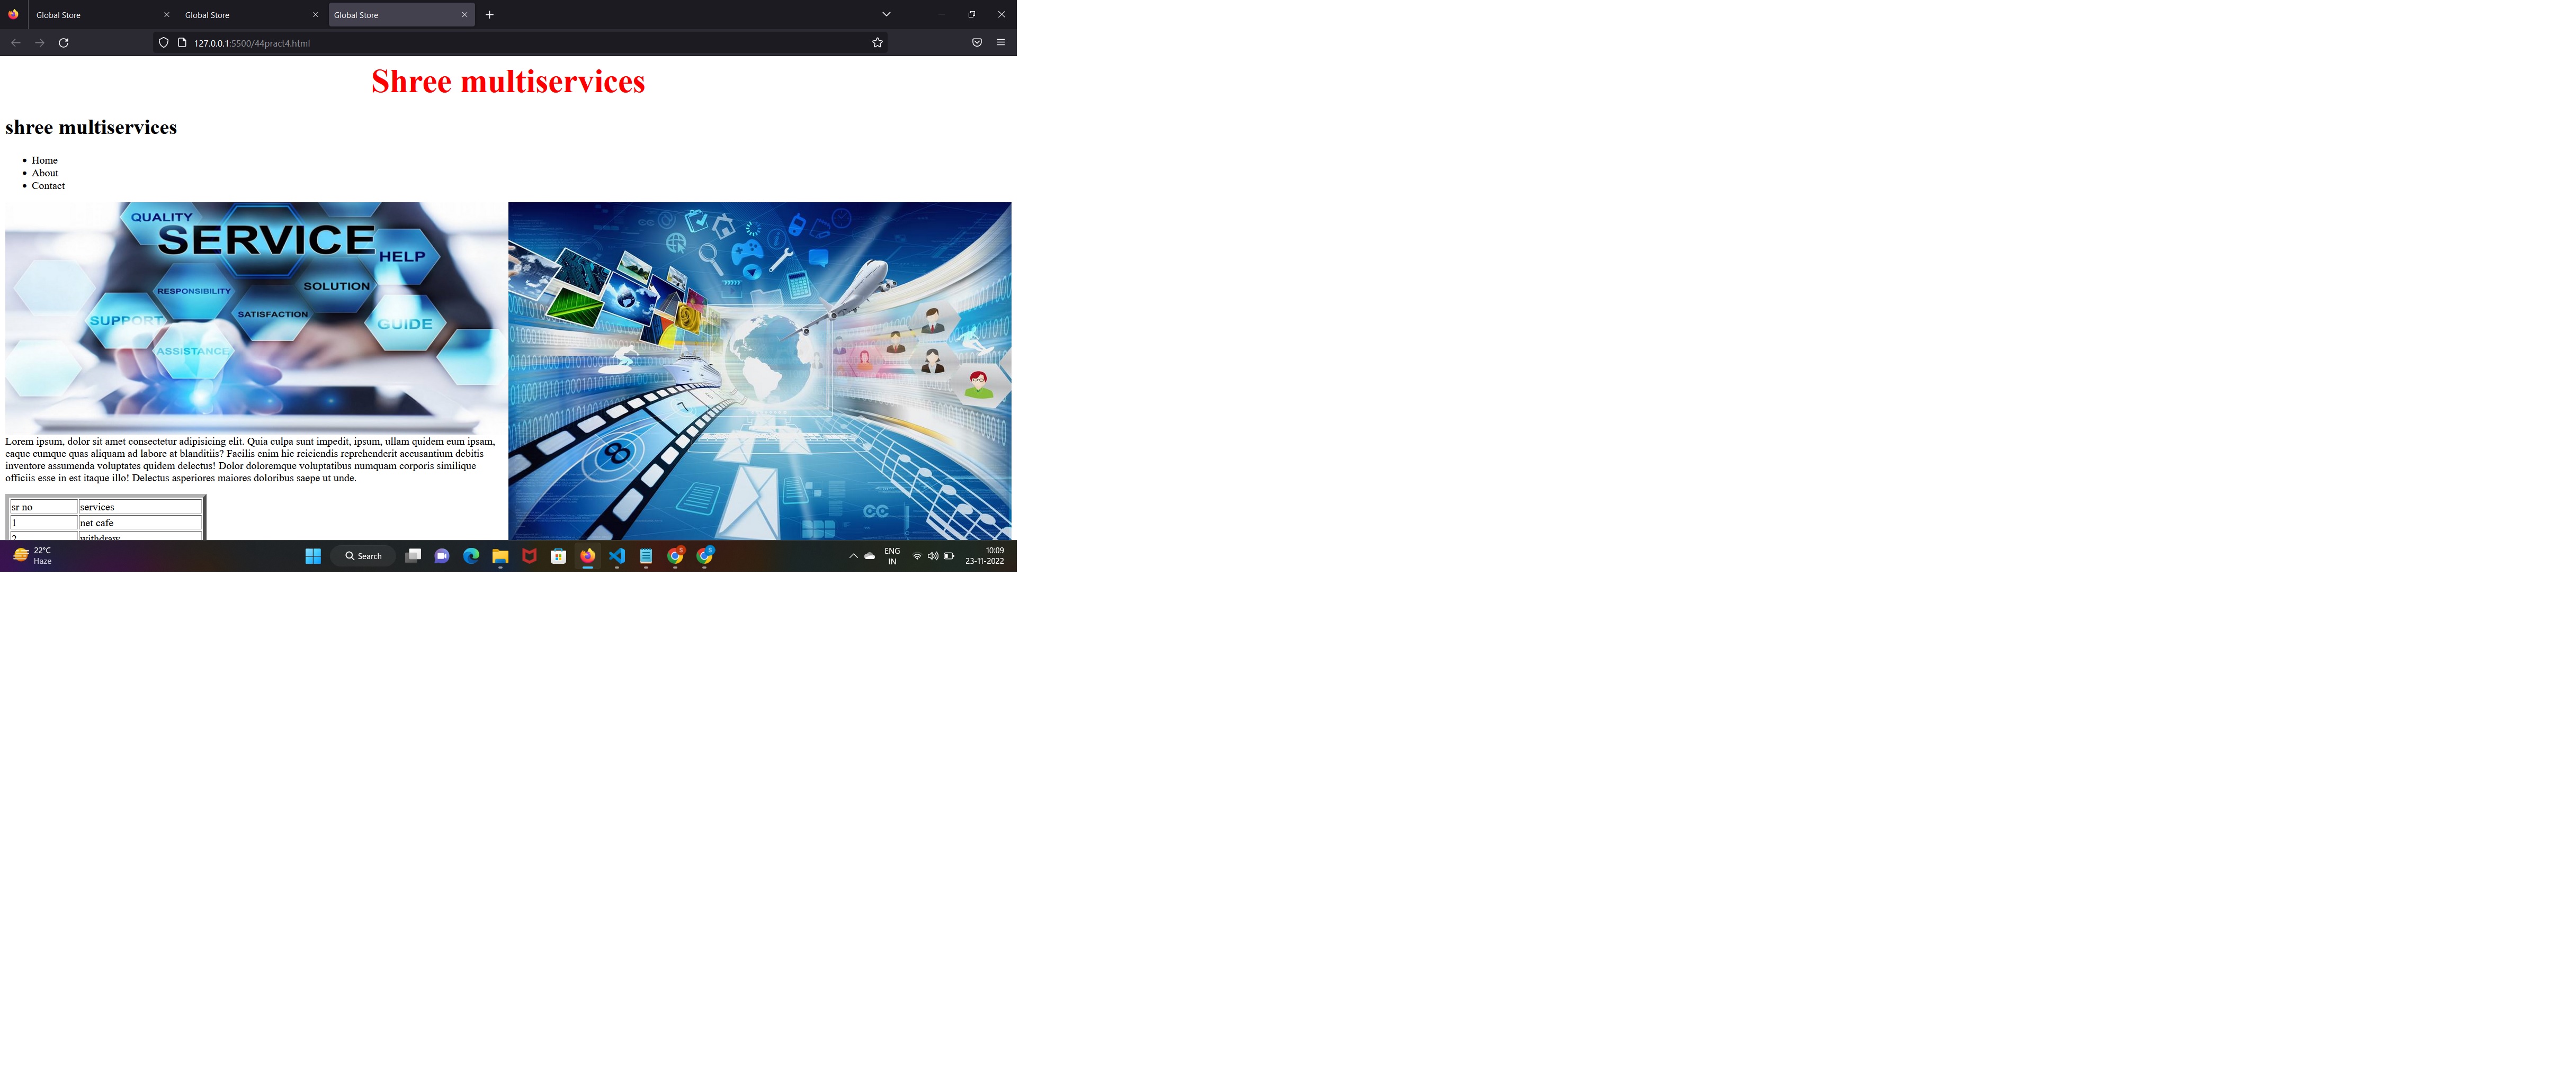 Global Store
Global Store
Global Store
127.0.0.1:5500/44pract4.html
Shree multiservices
shree multiservices
Home
About
Contact
QUALITY
SERVICE
HELP
SOLUTION
RESPONSIBILITY
SATISFACTION
SUPPORT
GUIDE
ASSISTANCE
8
CC
Lorem ipsum, dolor sit amet consectetur adipisicing elit. Quia culpa sunt impedit, ipsum, ullam quidem eum ipsam,
eaque cumque quas aliquam ad labore at blanditiis? Facilis enim hic reiciendis reprehenderit accusantium debitis
inventore assumenda voluptates quidem delectus! Dolor doloremque voluptatibus numquam corporis similique
officiis esse in est itaque illo! Delectus asperiores maiores doloribus saepe ut unde.
sr no services
1 net cafe
2 withdraw
22°C
Haze
Search
ENG
IN
10:09
23-11-2022